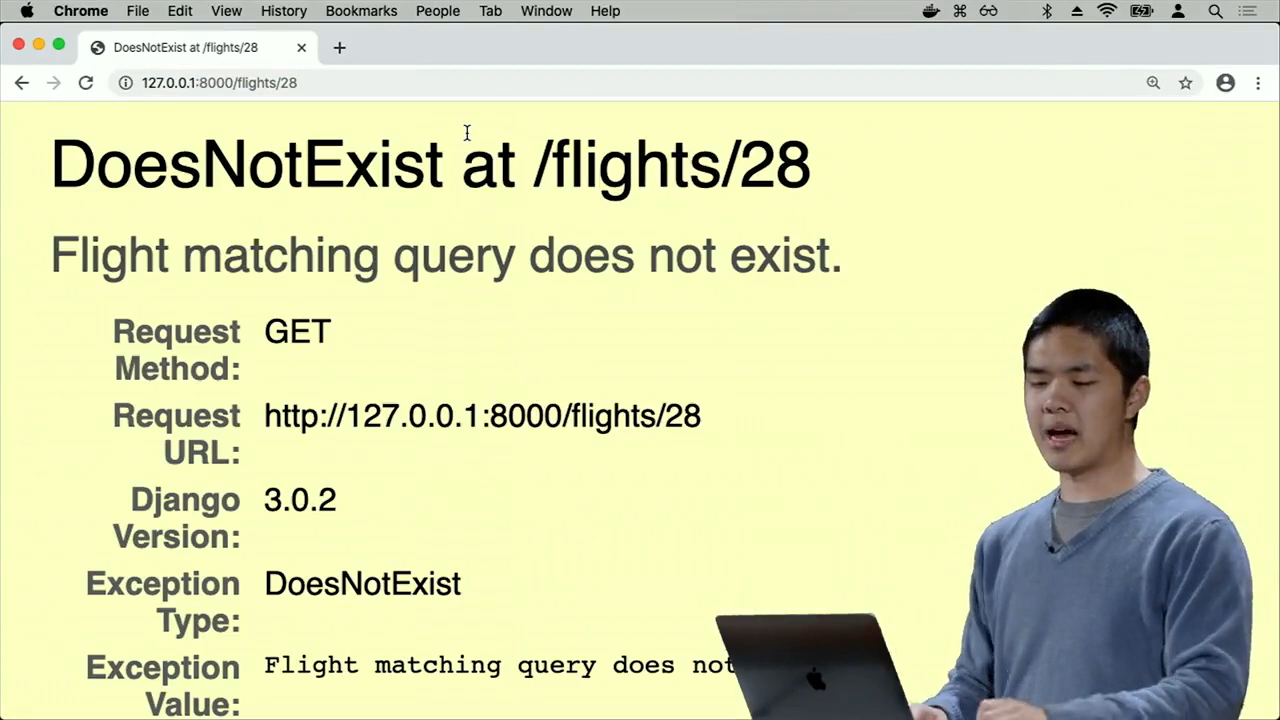 Chrome File Edit View History Bookmarks People Tab Window Help
DoesNotExist at /flights/28
127.0.0.1:8000/flights/28
DoesNotExist at /flights/28
Flight matching query does not exist.
Request Method: GET
Request URL: http://127.0.0.1:8000/flights/28
Django Version: 3.0.2
Exception Type: DoesNotExist
Exception Value: Flight matching query does not